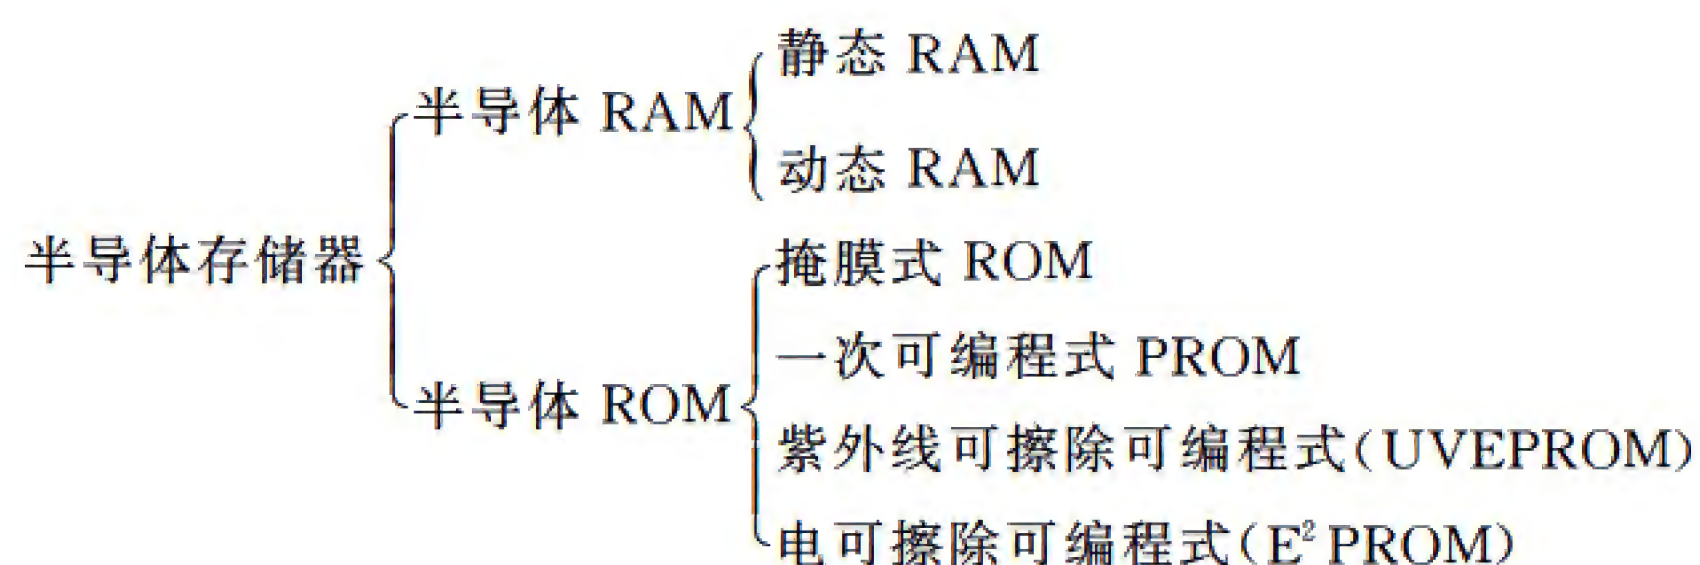 半导体存储器
半导体 RAM
静态 RAM
动态 RAM
半导体 ROM
掩膜式 ROM
一次可编程式 PROM
紫外线可擦除可编程式(UVEPROM)
电可擦除可编程式(E²PROM)